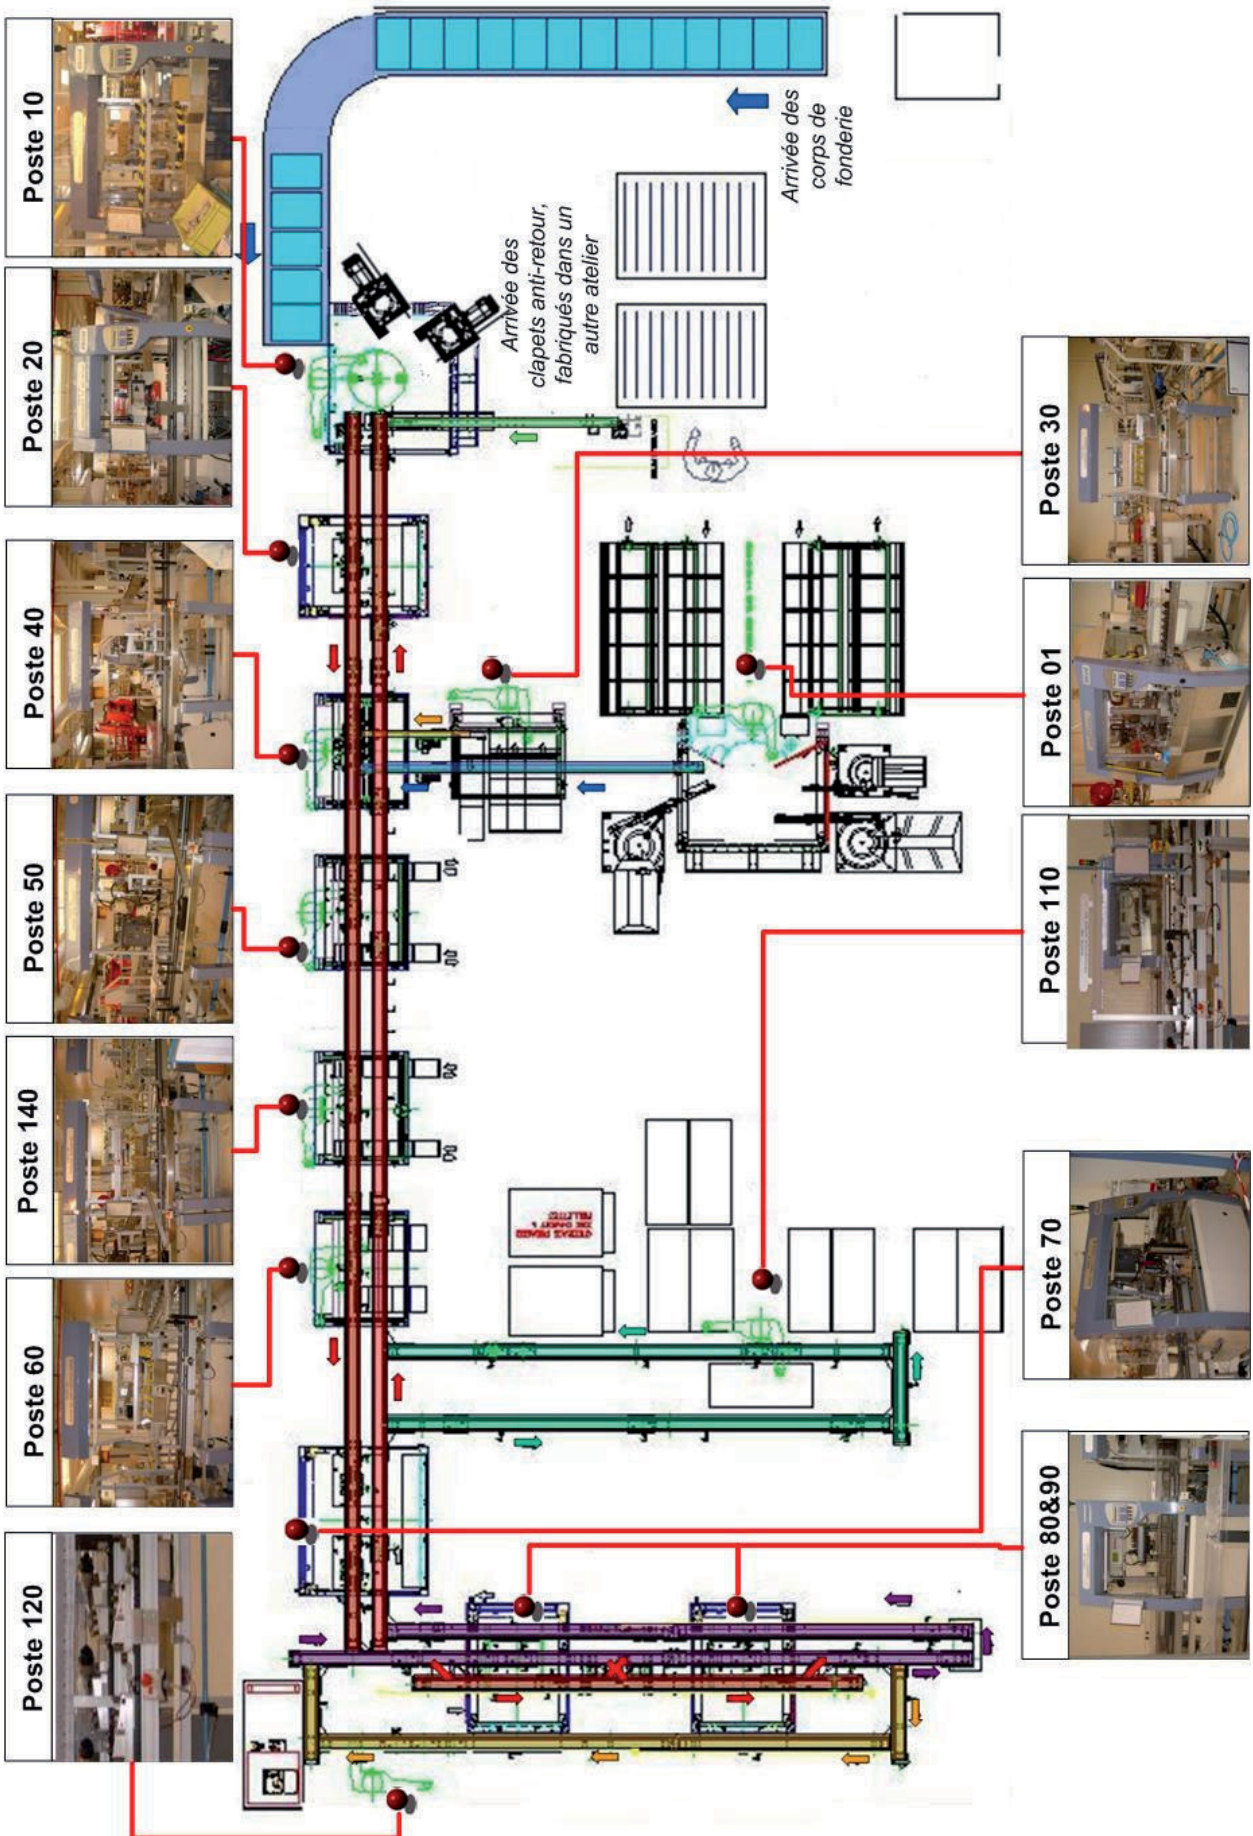 Poste 10
Poste 20
Poste 40
Poste 50
Poste 140
Poste 60
Poste 120
Arrivée des
corps de
fonderie
Arrivée des
clapets anti-retour,
fabriqués dans un
autre atelier
Poste 30
Poste 01
Poste 110
Poste 70
Poste 80&90